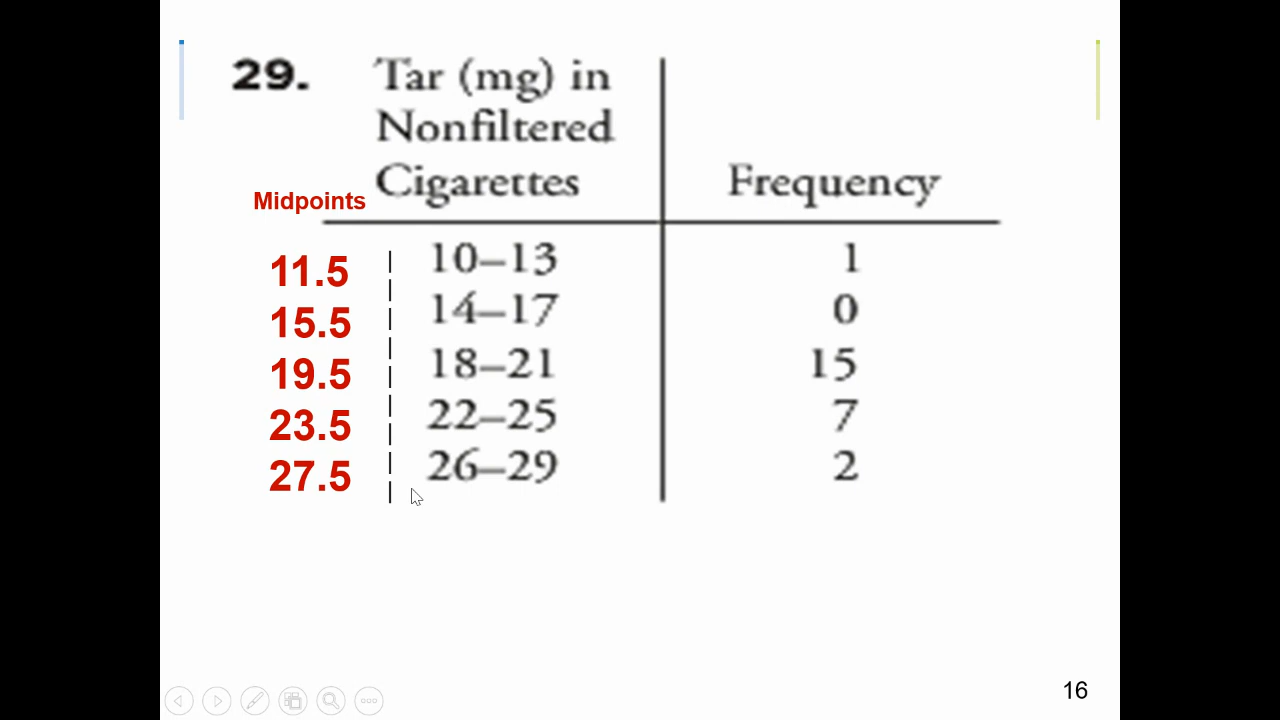 29. Tar (mg) in
Nonfiltered
Midpoints Cigarettes Frequency
11.5 10–13 1
15.5 14–17 0
19.5 18–21 15
23.5 22–25 7
27.5 26–29 2
16